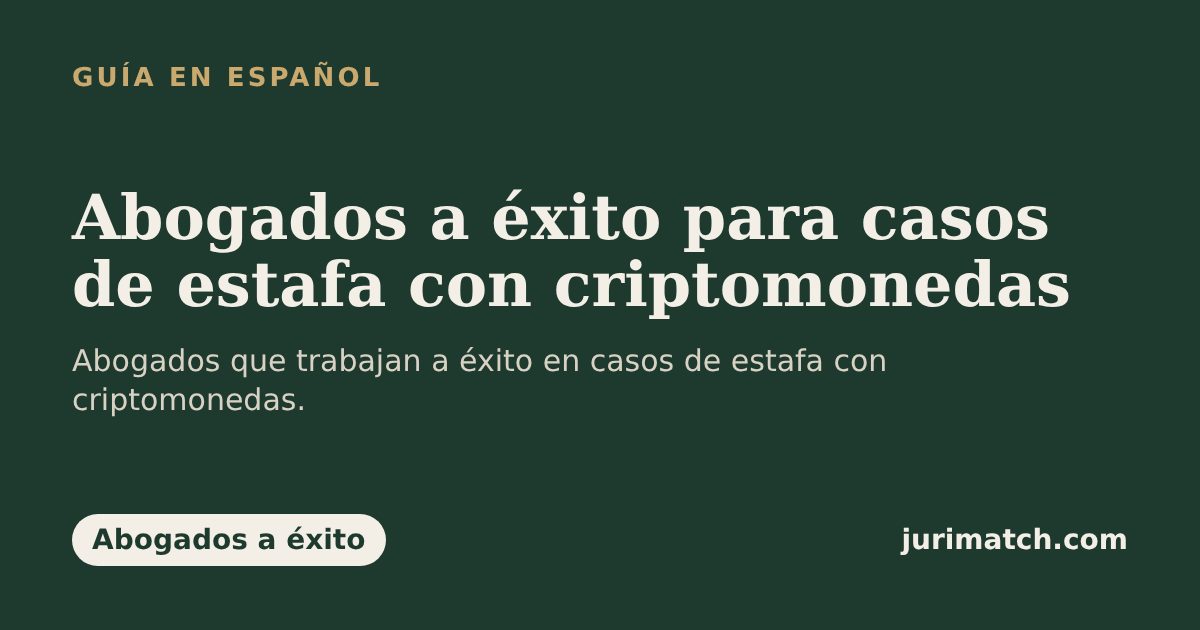 GUÍA EN ESPAÑOL
Abogados a éxito para casos
de estafa con criptomonedas
Abogados que trabajan a éxito en casos de estafa con
criptomonedas.
Abogados a éxito
jurimatch.com